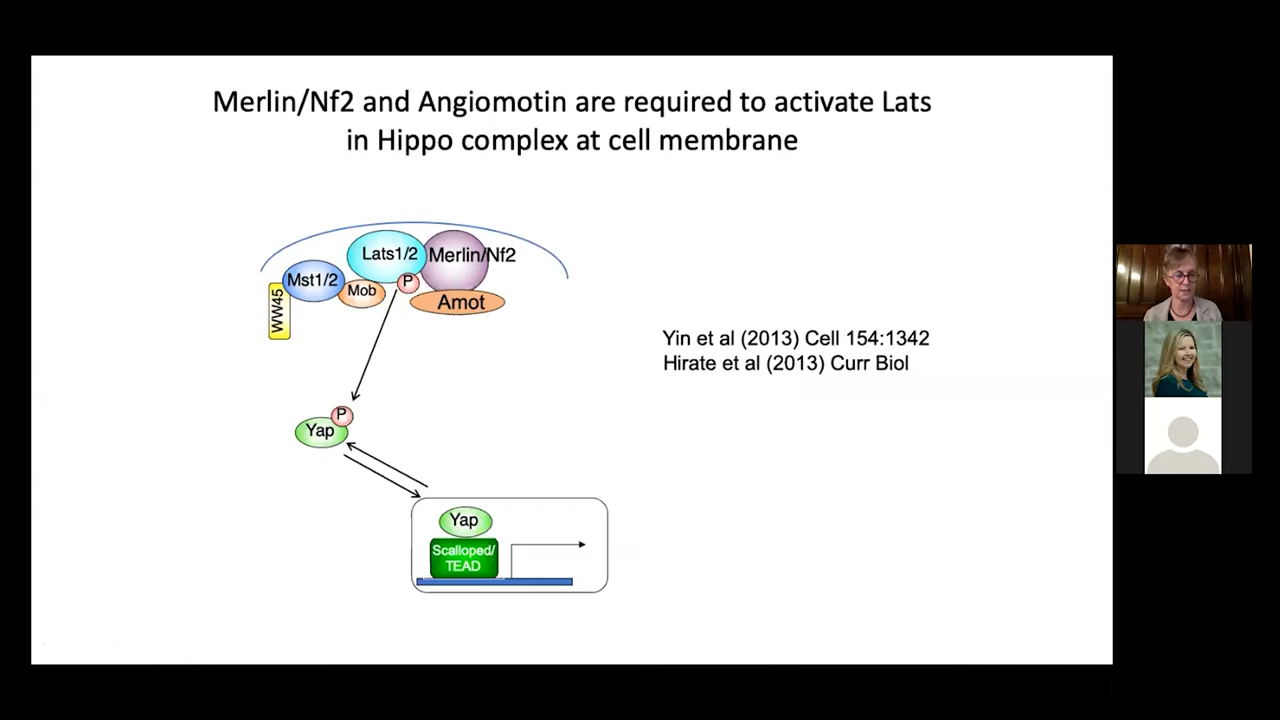 Merlin/Nf2 and Angiomotin are required to activate Lats
in Hippo complex at cell membrane
Lats1/2
Merlin/Nf2
Mst1/2
P
Mob
Amot
WW45
Yin et al (2013) Cell 154:1342
Hirate et al (2013) Curr Biol
P
Yap
Yap
Scalloped/
TEAD